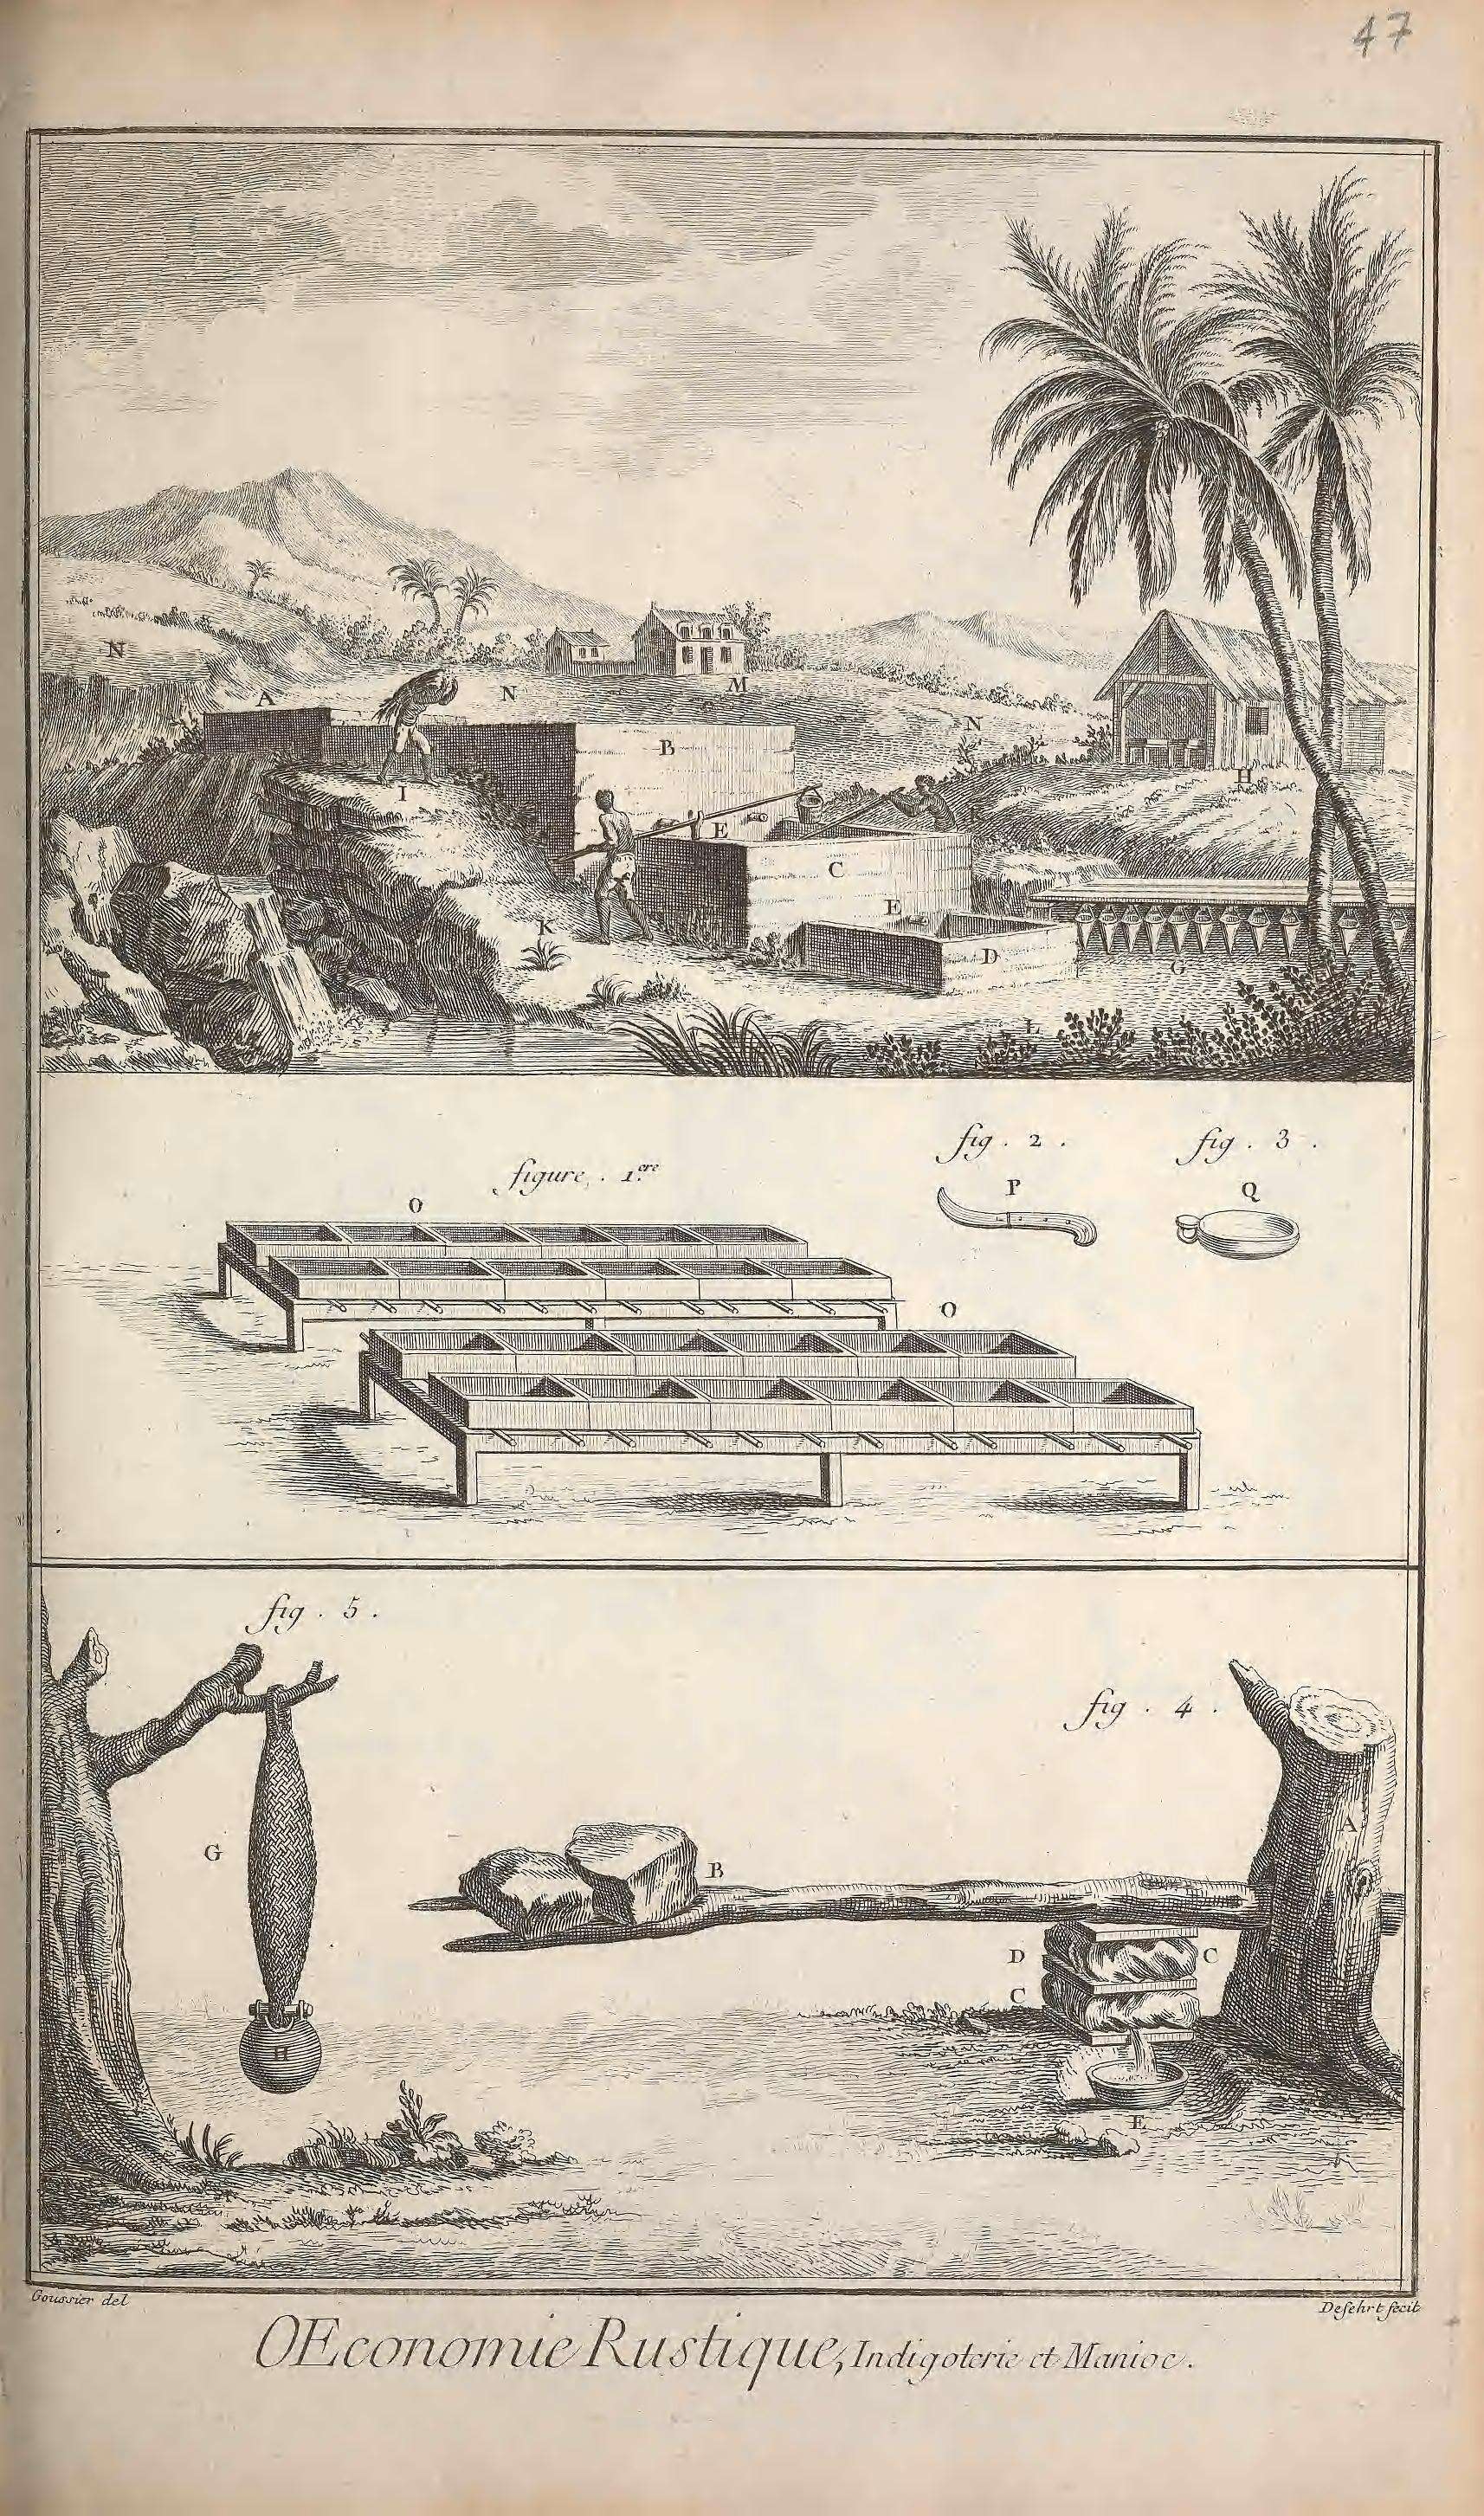 47
N
A
N
M
N
B
H
I
E
C
E
K
D
G
L
fig. 2.
fig. 3.
figure. 1.ere
P
Q
O
O
fig. 5.
fig. 4.
A
G
B
D
C
C
H
E
Goussier del
Defehrt fecit
OEconomie Rustique, Indigoterie et Manioc.